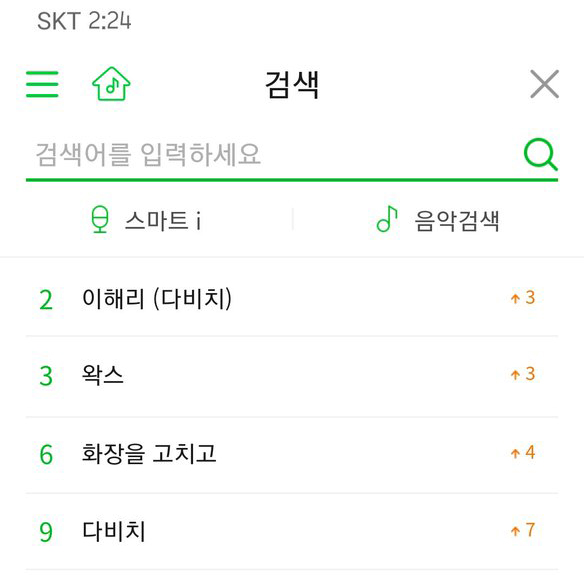 SKT 2:24
검색
검색어를 입력하세요
스마트 i 음악검색
2 이해리 (다비치) ↑ 3
3 왁스 ↑ 3
6 화장을 고치고 ↑ 4
9 다비치 ↑ 7